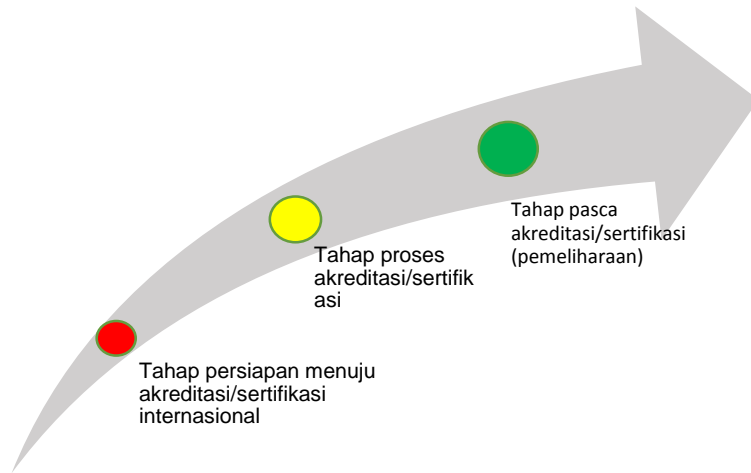 Tahap pasca
akreditasi/sertifikasi
(pemeliharaan)
Tahap proses
akreditasi/sertifik
asi
Tahap persiapan menuju
akreditasi/sertifikasi
internasional